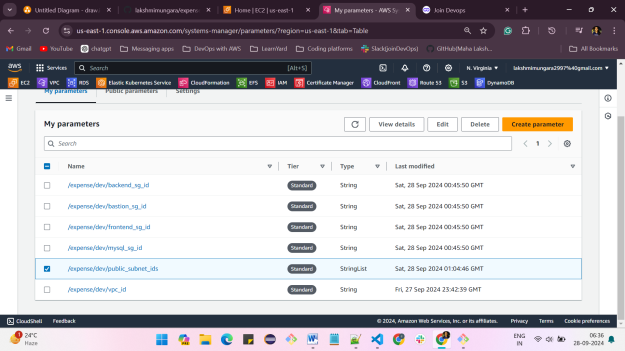 Untitled Diagram - draw
lakshmimungara/expens
Home | EC2 | us-east-1
My parameters - AWS Sy
Join Devops
us-east-1.console.aws.amazon.com/systems-manager/parameters/?region=us-east-1&tab=Table
Gmail YouTube chatgpt Messaging apps DevOps with AWS LearnYard Coding platforms Slack(JoinDevOps) GitHub(Maha Laksh... All Bookmarks
aws Services Search [Alt+S] N. Virginia lakshmimungara2997%40gmail.com
EC2 VPC RDS Elastic Kubernetes Service CloudFormation EFS IAM Certificate Manager CloudFront Route 53 S3 DynamoDB
My parameters Public parameters Settings
My parameters View details Edit Delete Create parameter
Search 1
Name Tier Type Last modified
/expense/dev/backend_sg_id Standard String Sat, 28 Sep 2024 00:45:50 GMT
/expense/dev/bastion_sg_id Standard String Sat, 28 Sep 2024 00:45:50 GMT
/expense/dev/frontend_sg_id Standard String Sat, 28 Sep 2024 00:45:50 GMT
/expense/dev/mysql_sg_id Standard String Sat, 28 Sep 2024 00:45:50 GMT
/expense/dev/public_subnet_ids Standard StringList Sat, 28 Sep 2024 01:04:46 GMT
/expense/dev/vpc_id Standard String Fri, 27 Sep 2024 23:42:39 GMT
CloudShell Feedback © 2024, Amazon Web Services, Inc. or its affiliates. Privacy Terms Cookie preferences
24°C
Haze
ENG
IN
06:36
28-09-2024